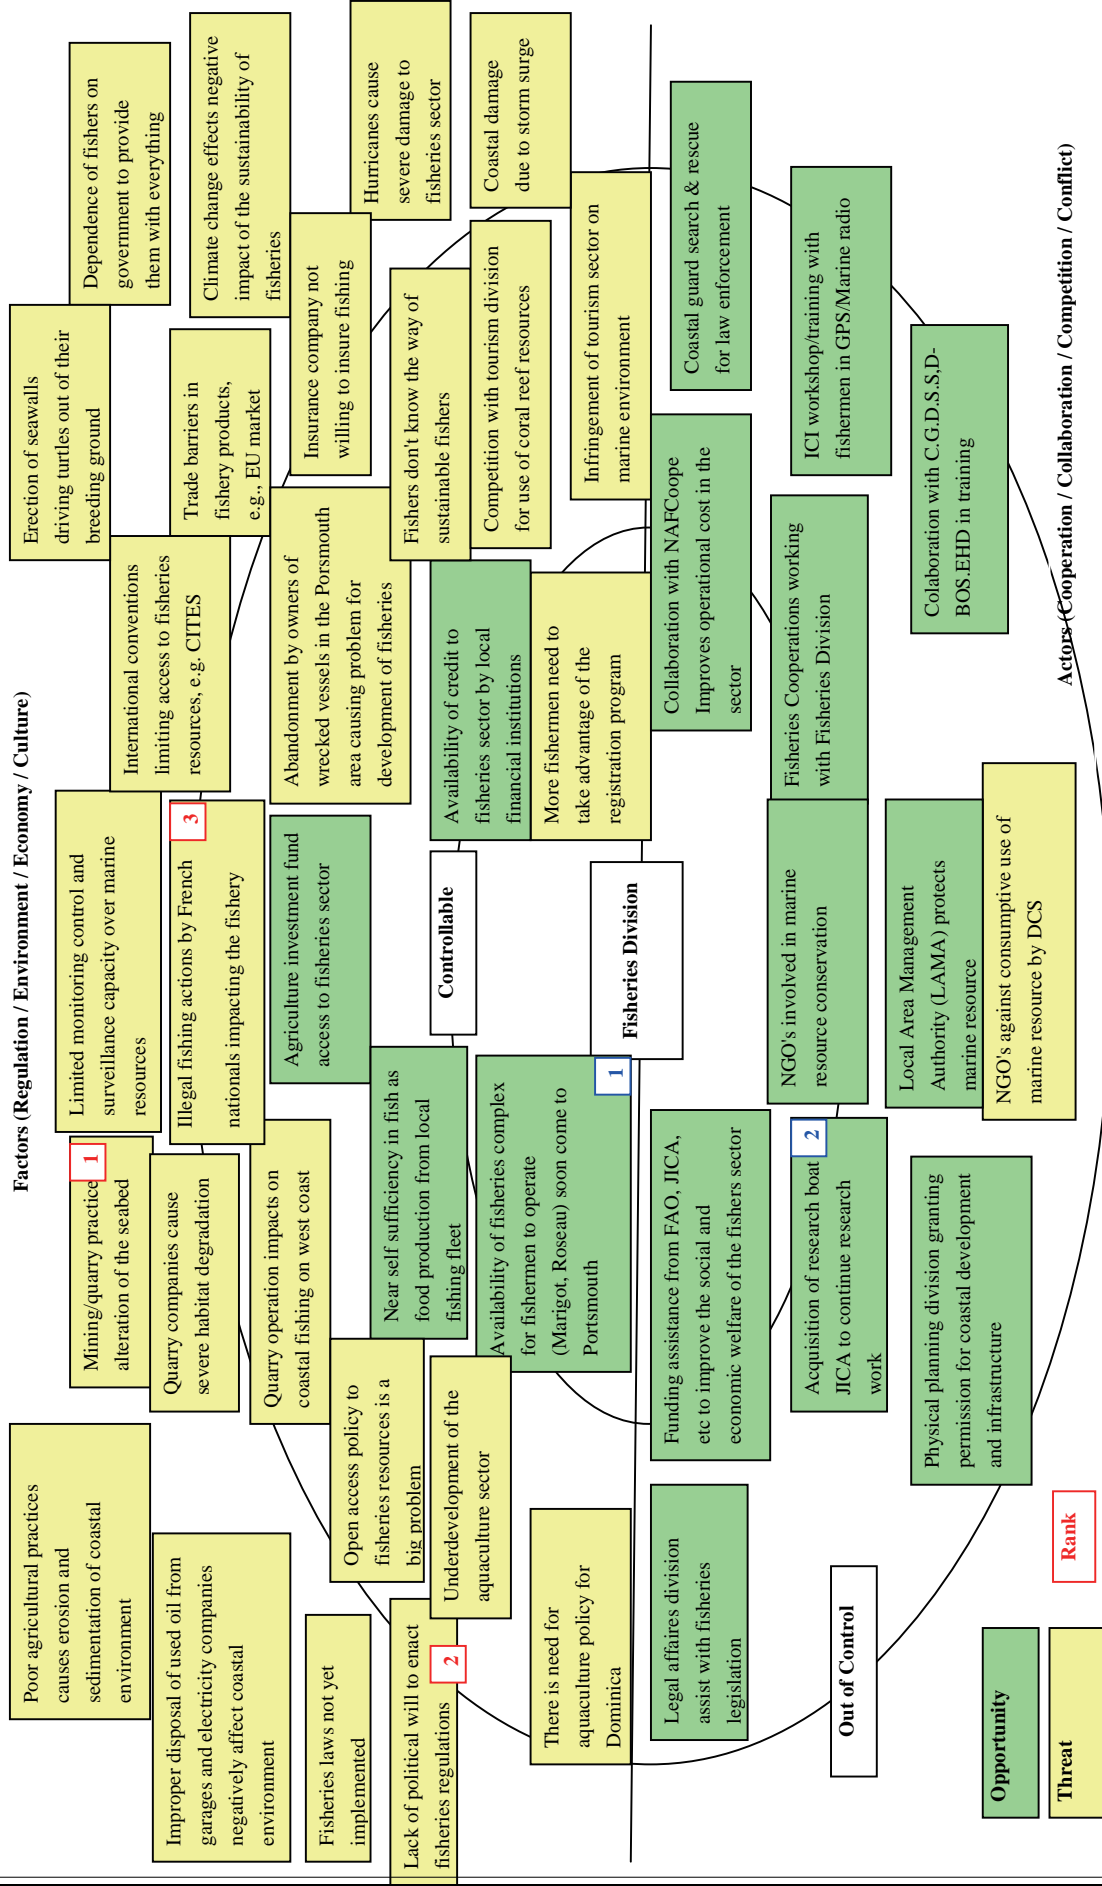 Factors (Regulation / Environment / Economy / Culture)
Poor agricultural practices
causes erosion and
sedimentation of coastal
environment
Erection of seawalls
driving turtles out of their
breeding ground
Mining/quarry practice
alteration of the seabed
1
Limited monitoring control and
surveillance capacity over marine
resources
Dependence of fishers on
government to provide
them with everything
International conventions
limiting access to fisheries
resources, e.g. CITES
Improper disposal of used oil from
garages and electricity companies
negatively affect coastal
environment
Quarry companies cause
severe habitat degradation
Illegal fishing actions by French
nationals impacting the fishery
3
Trade barriers in
fishery products,
e.g., EU market
Climate change effects negative
impact of the sustainability of
fisheries
Quarry operation impacts on
coastal fishing on west coast
Agriculture investment fund
access to fisheries sector
Abandonment by owners of
wrecked vessels in the Porsmouth
area causing problem for
development of fisheries
Insurance company not
willing to insure fishing
Fisheries laws not yet
implemented
Open access policy to
fisheries resources is a
big problem
Near self sufficiency in fish as
food production from local
fishing fleet
Hurricanes cause
severe damage to
fisheries sector
Lack of political will to enact
fisheries regulations
2
Fishers don't know the way of
sustainable fishers
Underdevelopment of the
aquaculture sector
Controllable
Availability of credit to
fisheries sector by local
financial institutions
Competition with tourism division
for use of coral reef resources
Coastal damage
due to storm surge
Availability of fisheries complex
for fishermen to operate
(Marigot, Roseau) soon come to
Portsmouth
1
There is need for
aquaculture policy for
Dominica
More fishermen need to
take advantage of the
registration program
Infringement of tourism sector on
marine environment
Fisheries Division
Legal affaires division
assist with fisheries
legislation
Funding assistance from FAO, JICA,
etc to improve the social and
economic welfare of the fishers sector
Collaboration with NAFCoope
Improves operational cost in the
sector
Coastal guard search & rescue
for law enforcement
NGO's involved in marine
resource conservation
Fisheries Cooperations working
with Fisheries Division
Acquisition of research boat
JICA to continue research
work
2
ICI workshop/training with
fishermen in GPS/Marine radio
Out of Control
Local Area Management
Authority (LAMA) protects
marine resource
Physical planning division granting
permission for coastal development
and infrastructure
Colaboration with C.G.D.S.S,D-
BOS.EHD in training
NGO's against consumptive use of
marine resource by DCS
Opportunity
Threat
Rank
Actors (Cooperation / Collaboration / Competition / Conflict)